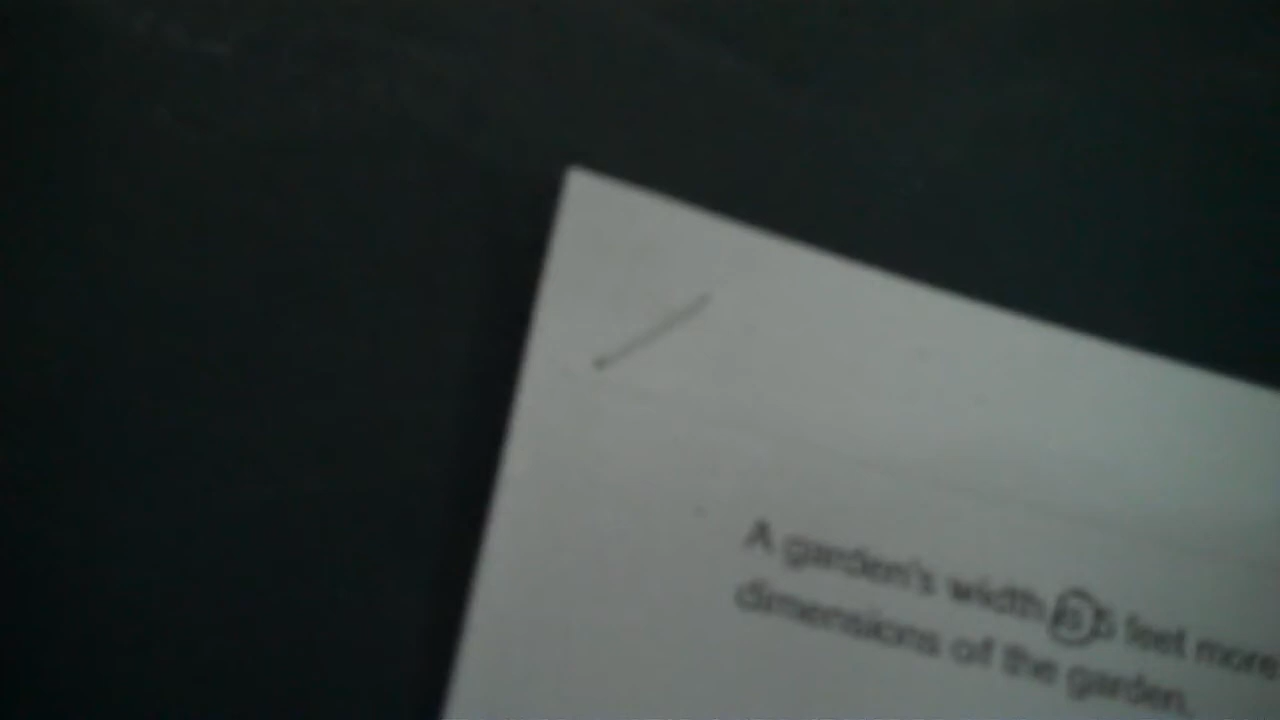 A garden's width is 5 feet more
dimensions of the garden.